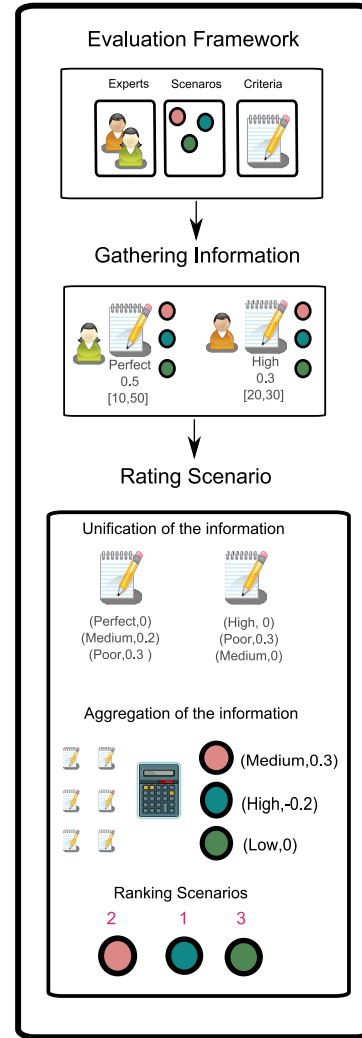 Evaluation Framework
Experts Scenaros Criteria
Gathering Information
Perfect
0.5
[10,50]
High
0.3
[20,30]
Rating Scenario
Unification of the information
(Perfect,0)
(Medium,0.2)
(Poor,0.3 )
(High, 0)
(Poor,0.3)
(Medium,0)
Aggregation of the information
(Medium,0.3)
(High,-0.2)
(Low,0)
Ranking Scenarios
2 1 3